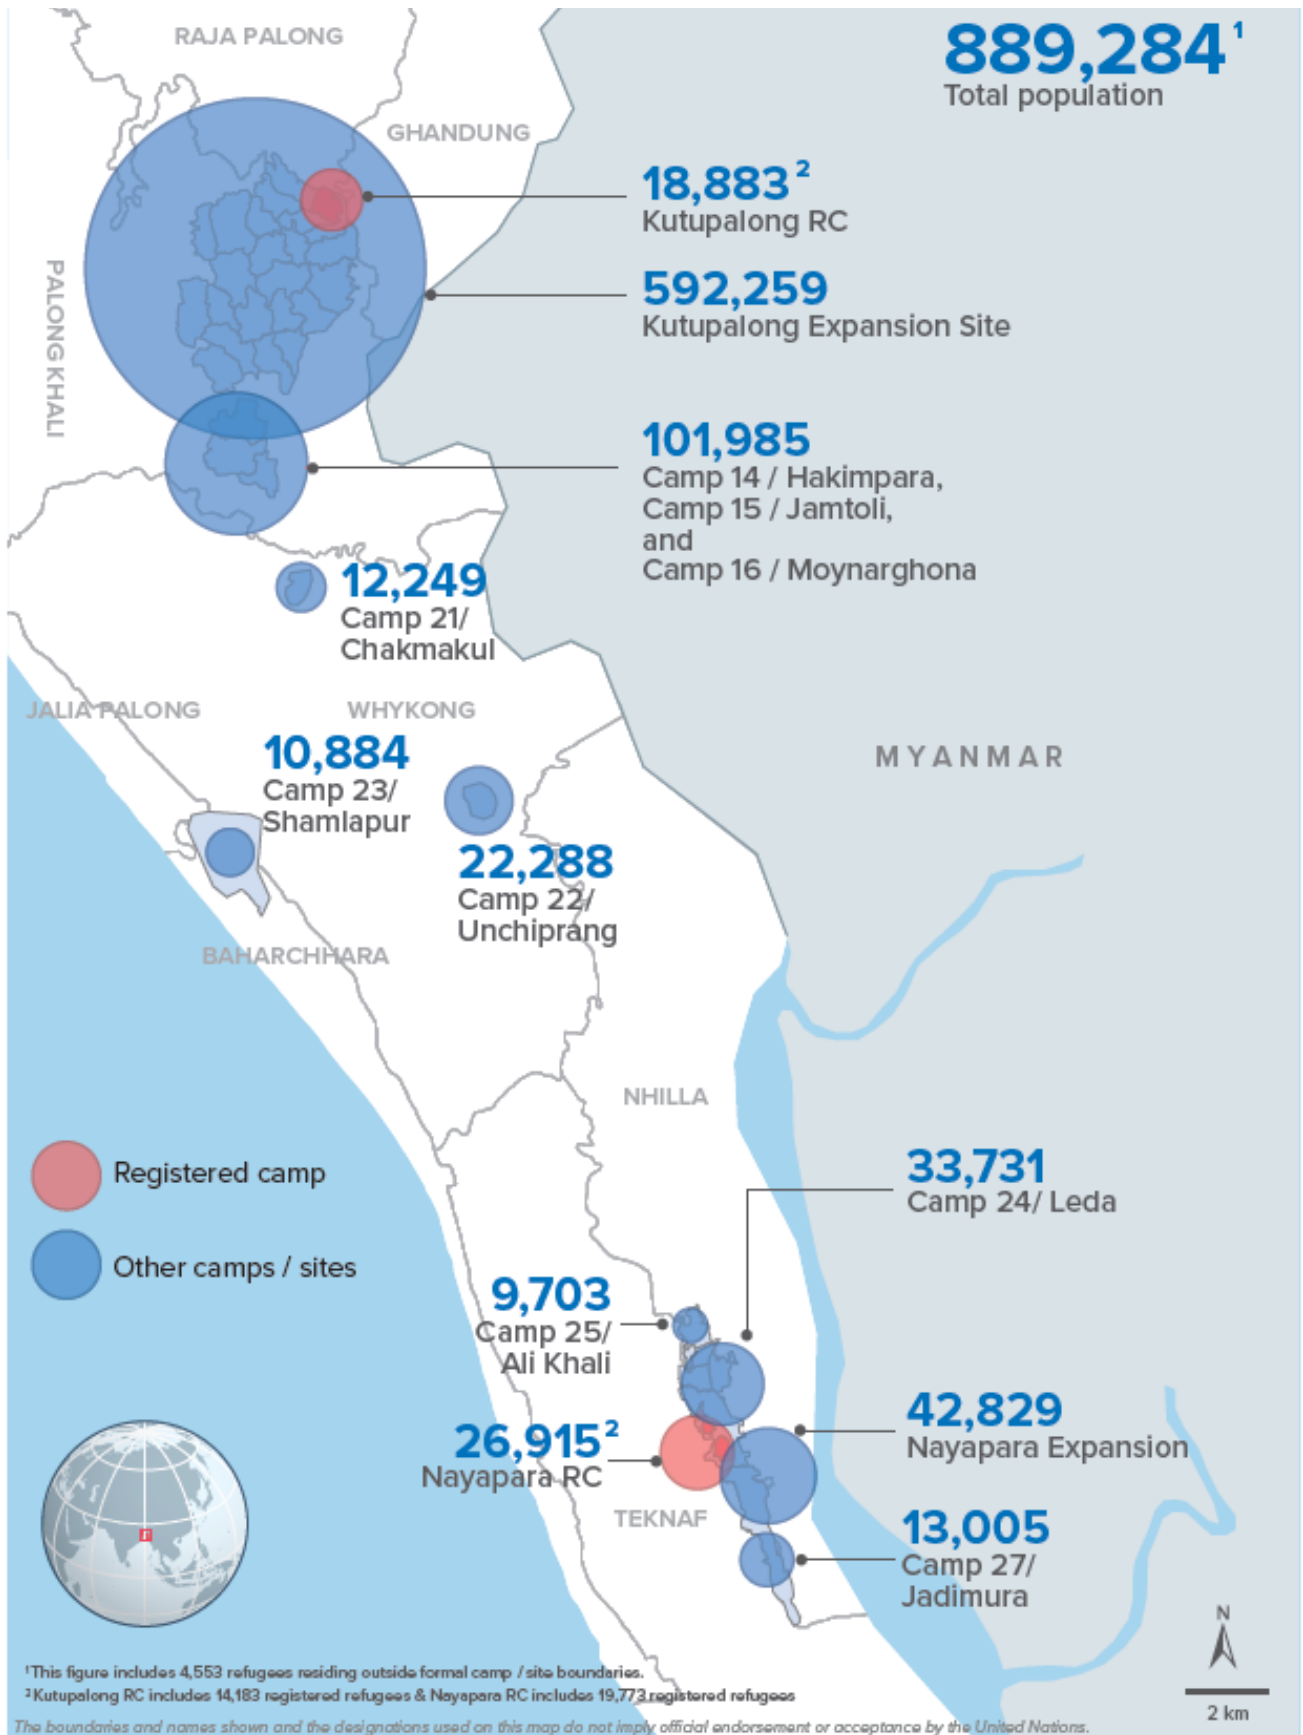 RAJA PALONG
889,284¹
Total population
GHANDUNG
18,883²
Kutupalong RC
PALONG KHALI
592,259
Kutupalong Expansion Site
101,985
Camp 14 / Hakimpara,
Camp 15 / Jamtoli,
and
Camp 16 / Moynarghona
12,249
Camp 21/
Chakmakul
JALIA PALONG
WHYKONG
10,884
Camp 23/
Shamlapur
MYANMAR
22,288
Camp 22/
Unchiprang
BAHARCHHARA
NHILLA
Registered camp
Other camps / sites
33,731
Camp 24/ Leda
9,703
Camp 25/
Ali Khali
26,915²
Nayapara RC
42,829
Nayapara Expansion
TEKNAF
13,005
Camp 27/
Jadimura
N
2 km
¹This figure includes 4,553 refugees residing outside formal camp / site boundaries.
²Kutupalong RC includes 14,183 registered refugees & Nayapara RC includes 19,773 registered refugees
The boundaries and names shown and the designations used on this map do not imply official endorsement or acceptance by the United Nations.